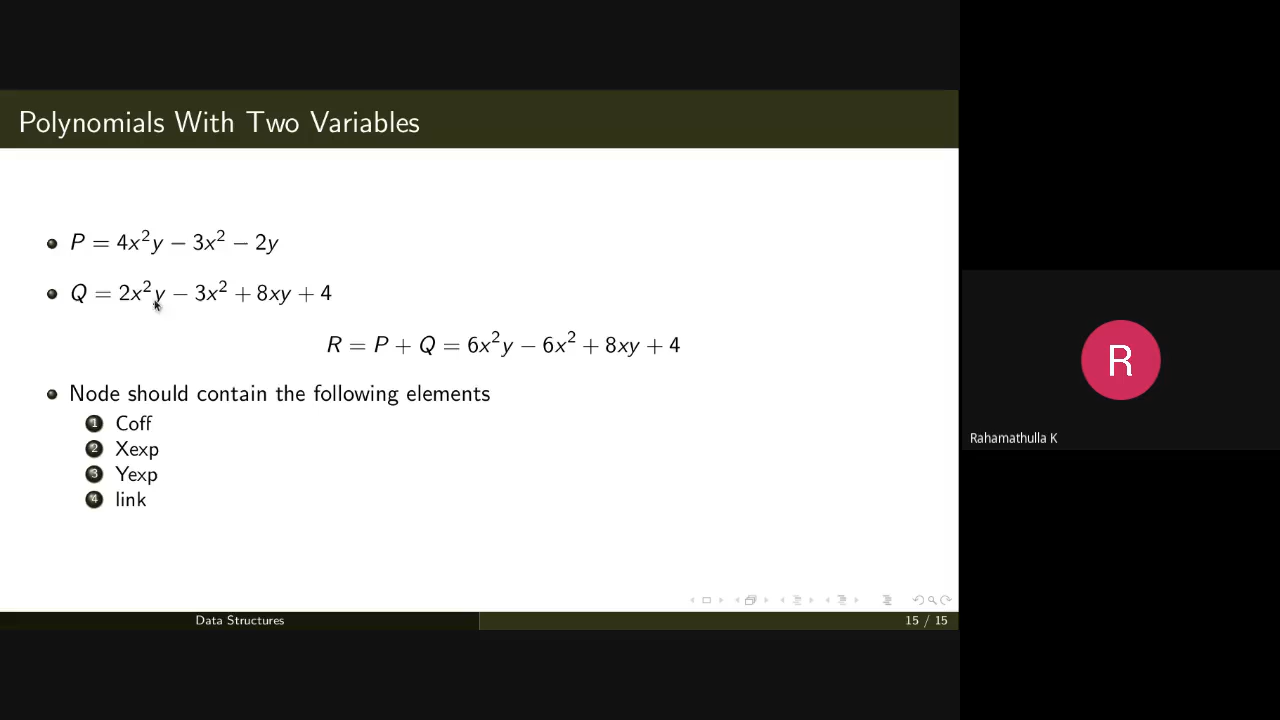 Polynomials With Two Variables
P = 4x²y − 3x² − 2y
Q = 2x²y − 3x² + 8xy + 4
R = P + Q = 6x²y − 6x² + 8xy + 4
Node should contain the following elements
1 Coff
2 Xexp
3 Yexp
4 link
Data Structures
15 / 15
R
Rahamathulla K